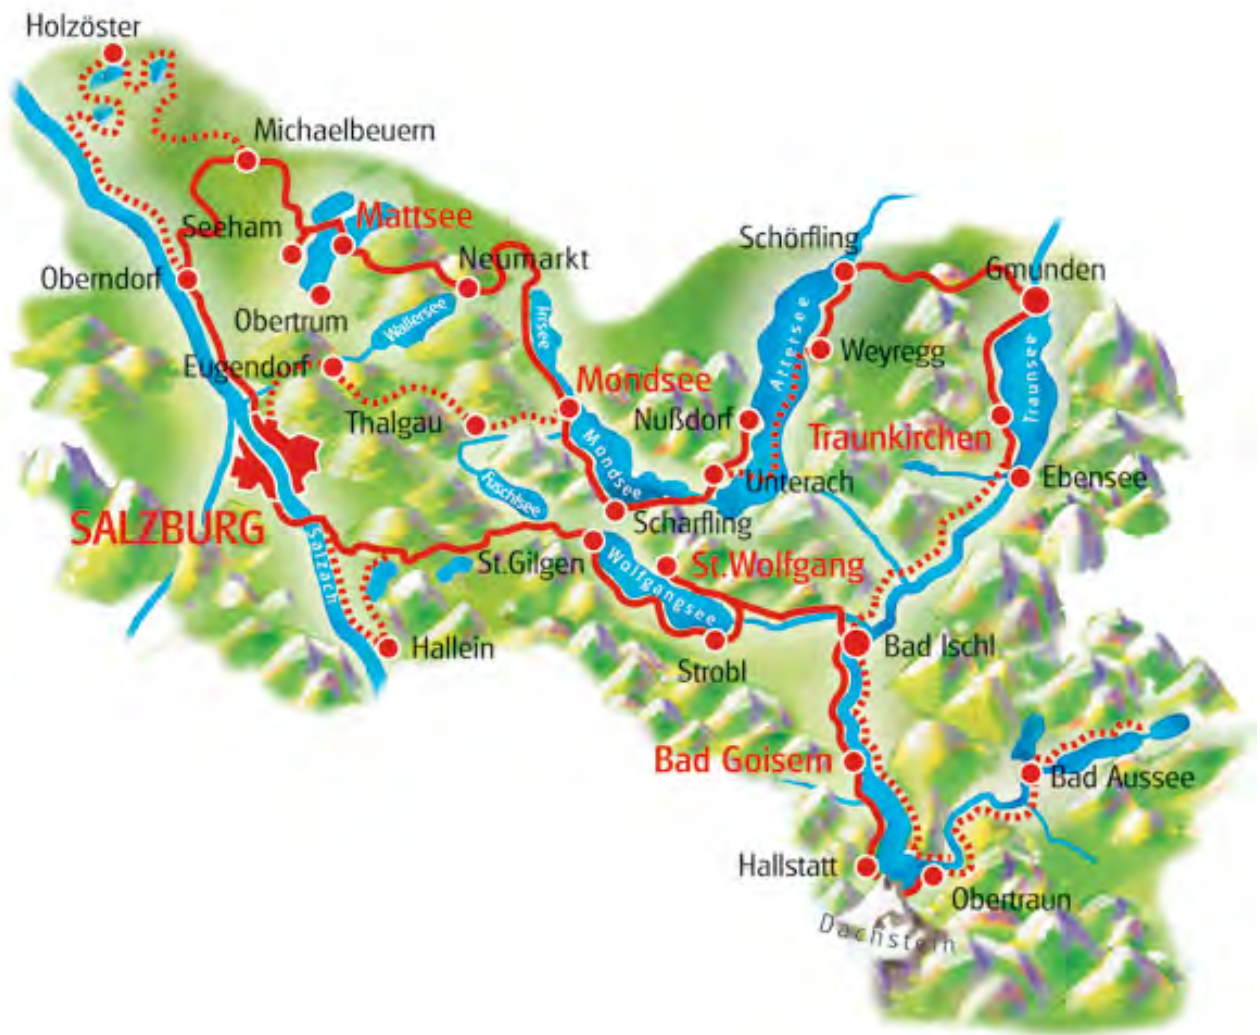 Holzöster
Michaelbeuern
Seeham
Mattsee
Schörfling
Neumarkt
Gmunden
Oberndorf
Obertrum
Wallersee
Irrsee
Attersee
Weyregg
Traunsee
Eugendorf
Mondsee
Thalgau
Nußdorf
Traunkirchen
Mondsee
Fuschlsee
Unterach
Ebensee
Scharfling
SALZBURG
Salzach
St.Gilgen
Wolfgangsee
St.Wolfgang
Hallein
Strobl
Bad Ischl
Bad Goisern
Bad Aussee
Hallstatt
Obertraun
Dachstein